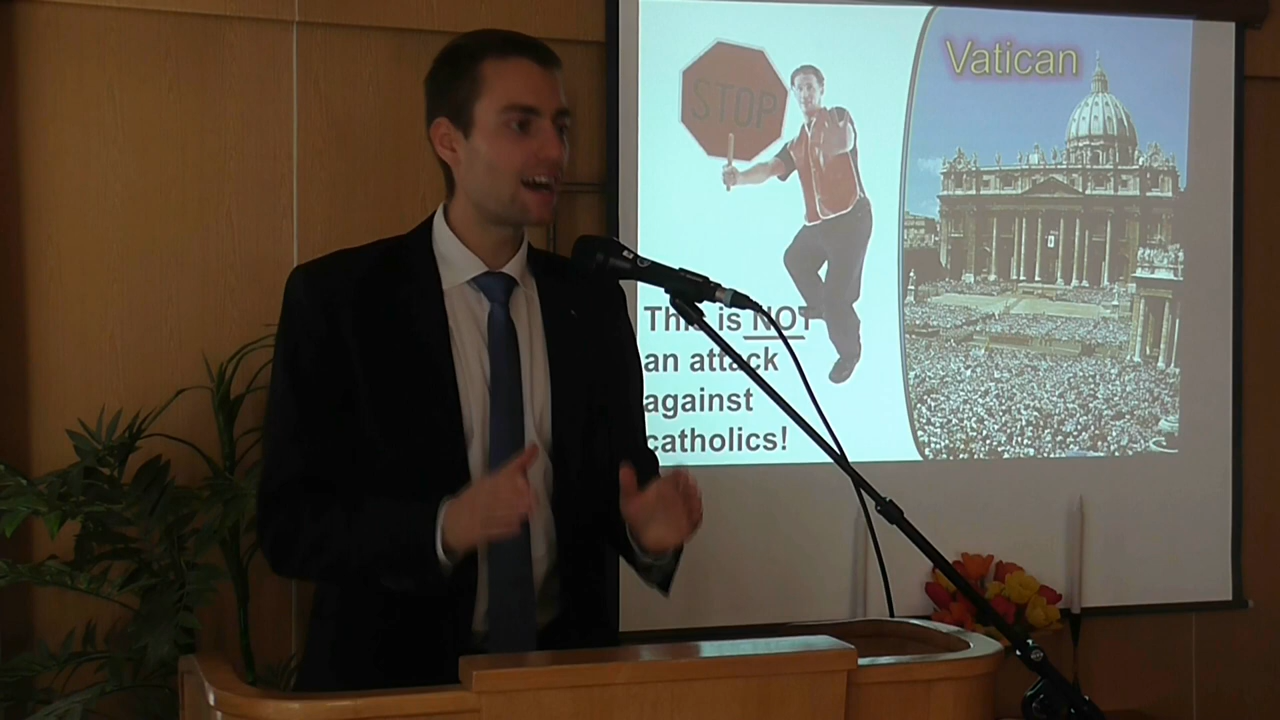 STOP
Vatican
This is NOT
an attack
against
catholics!